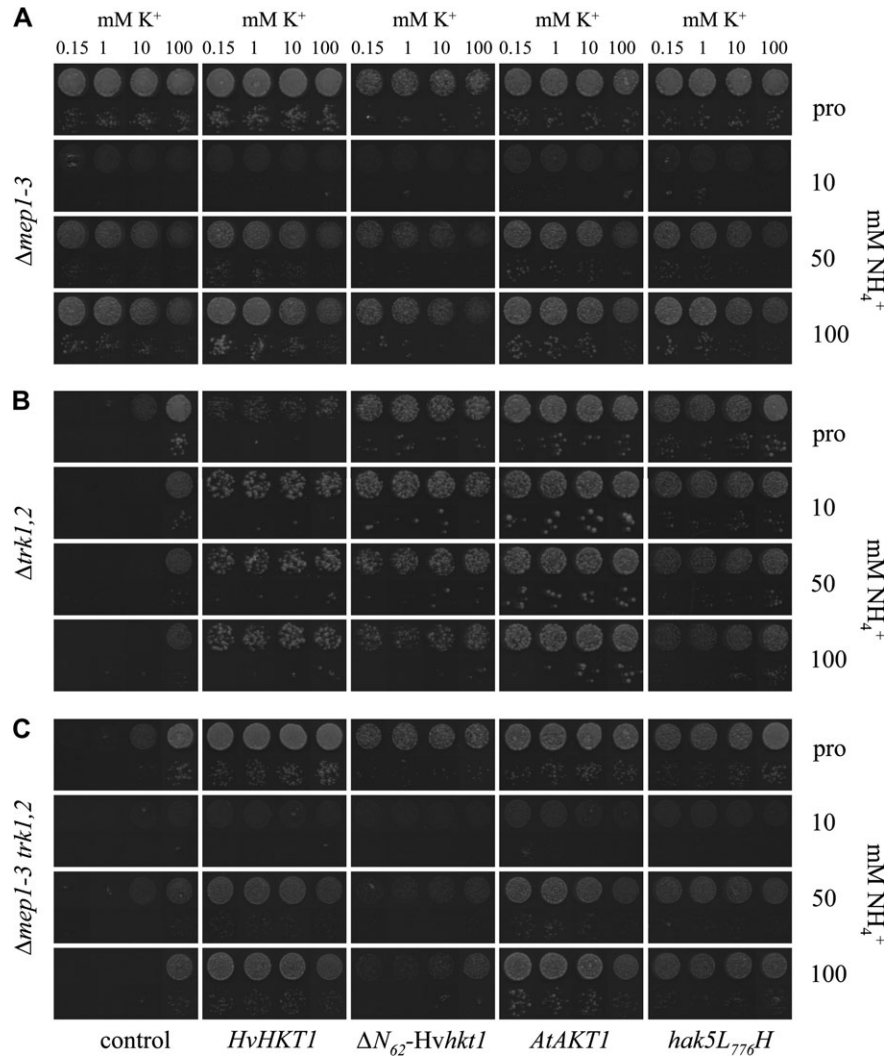 A
mM K⁺ mM K⁺ mM K⁺ mM K⁺ mM K⁺
0.15 1 10 100 0.15 1 10 100 0.15 1 10 100 0.15 1 10 100 0.15 1 10 100
Δmep1-3
pro
10
50
100
mM NH₄⁺
B
Δtrk1,2
pro
10
50
100
mM NH₄⁺
C
Δmep1-3 trk1,2
pro
10
50
100
mM NH₄⁺
control HvHKT1 ΔN₆₂-Hvhkt1 AtAKT1 hak5L₇₇₆H